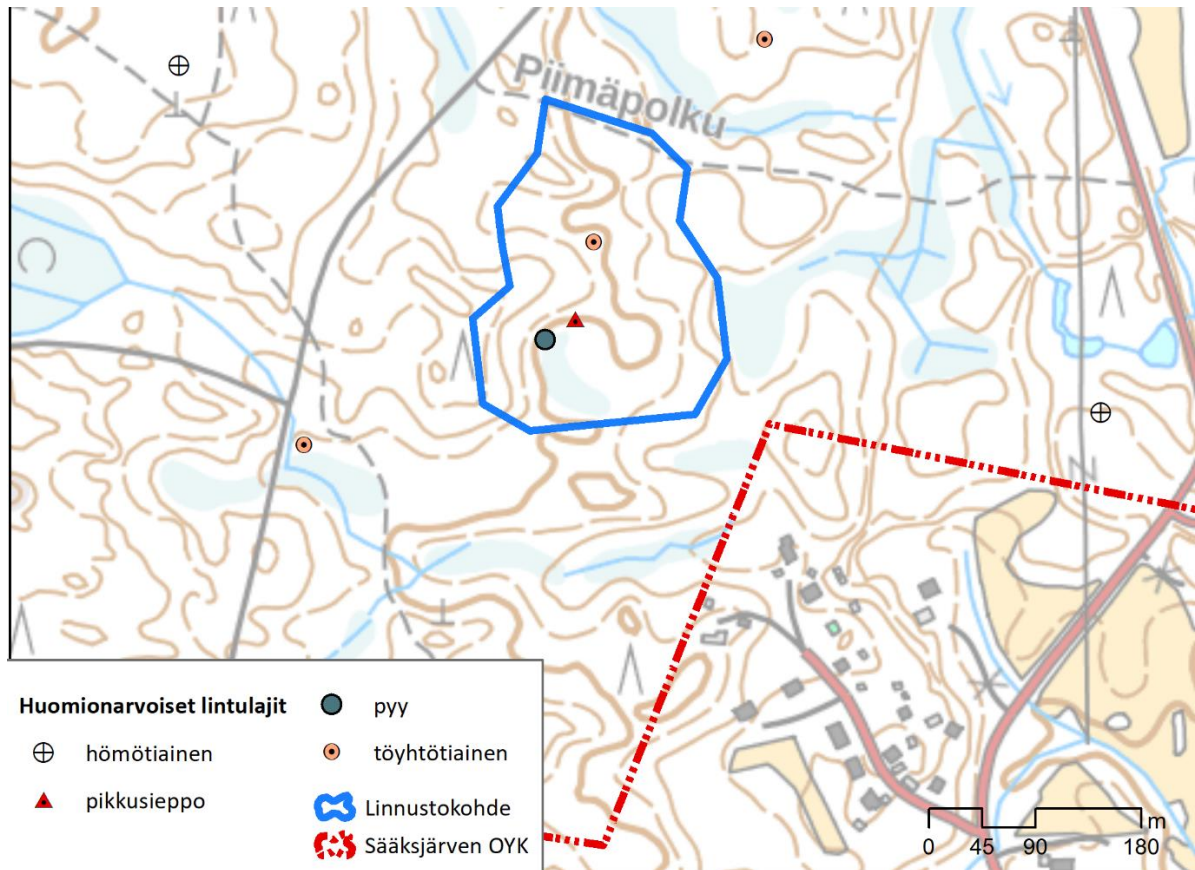 Piimäpolku
Huomionarvoiset lintulajit
hömötiainen
pikkusieppo
pyy
töyhtötiainen
Linnustokohde
Sääksjärven OYK
m
0 45 90 180